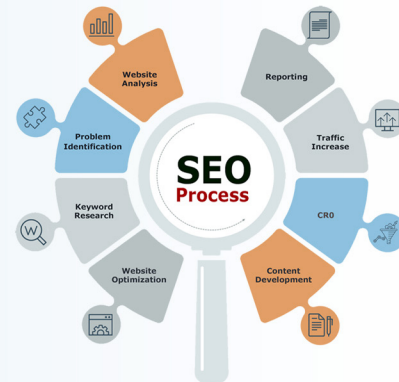 Website
Analysis
Problem
Identification
Keyword
Research
Website
Optimization
SEO
Process
Reporting
Traffic
Increase
CR0
Content
Development
W